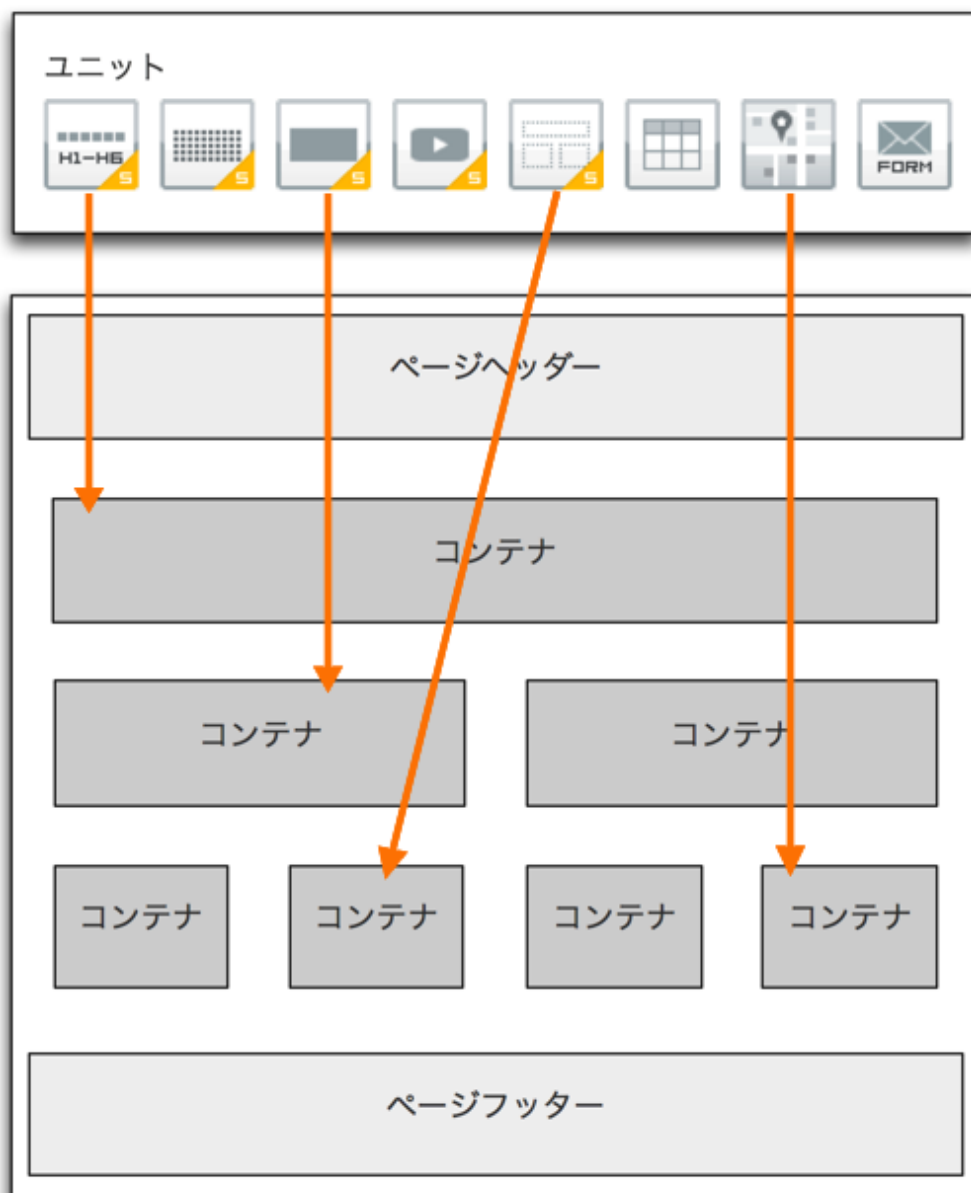 ユニット
H1-H6
S
S
S
S
S
FORM
ページヘッダー
コンテナ
コンテナ コンテナ
コンテナ コンテナ コンテナ コンテナ
ページフッター